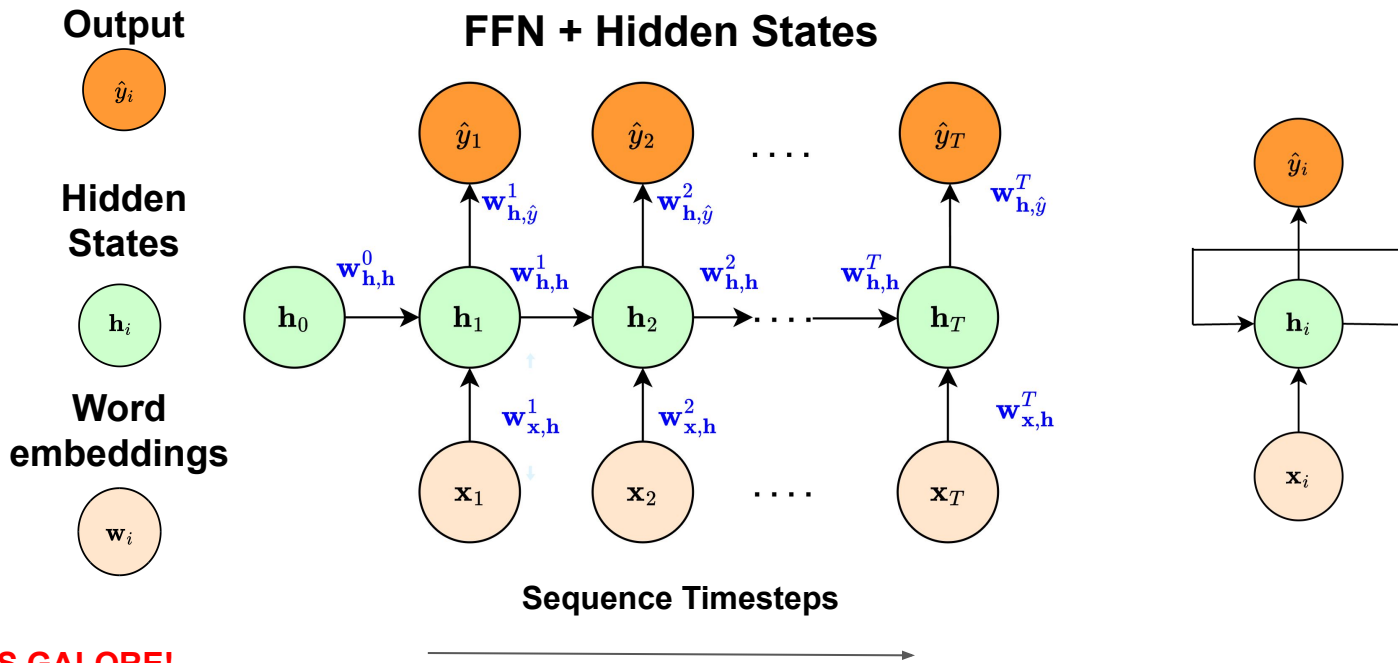 Output
FFN + Hidden States
ŷ_i
ŷ_1 ŷ_2 . . . . ŷ_T
ŷ_i
w^1_{h,ŷ} w^2_{h,ŷ} w^T_{h,ŷ}
Hidden
States
w^0_{h,h} w^1_{h,h} w^2_{h,h} w^T_{h,h}
h_i
h_0 h_1 h_2 . . . . h_T
h_i
Word
embeddings
w^1_{x,h} w^2_{x,h} w^T_{x,h}
x_1 x_2 . . . . x_T
x_i
w_i
Sequence Timesteps
S GALORE!